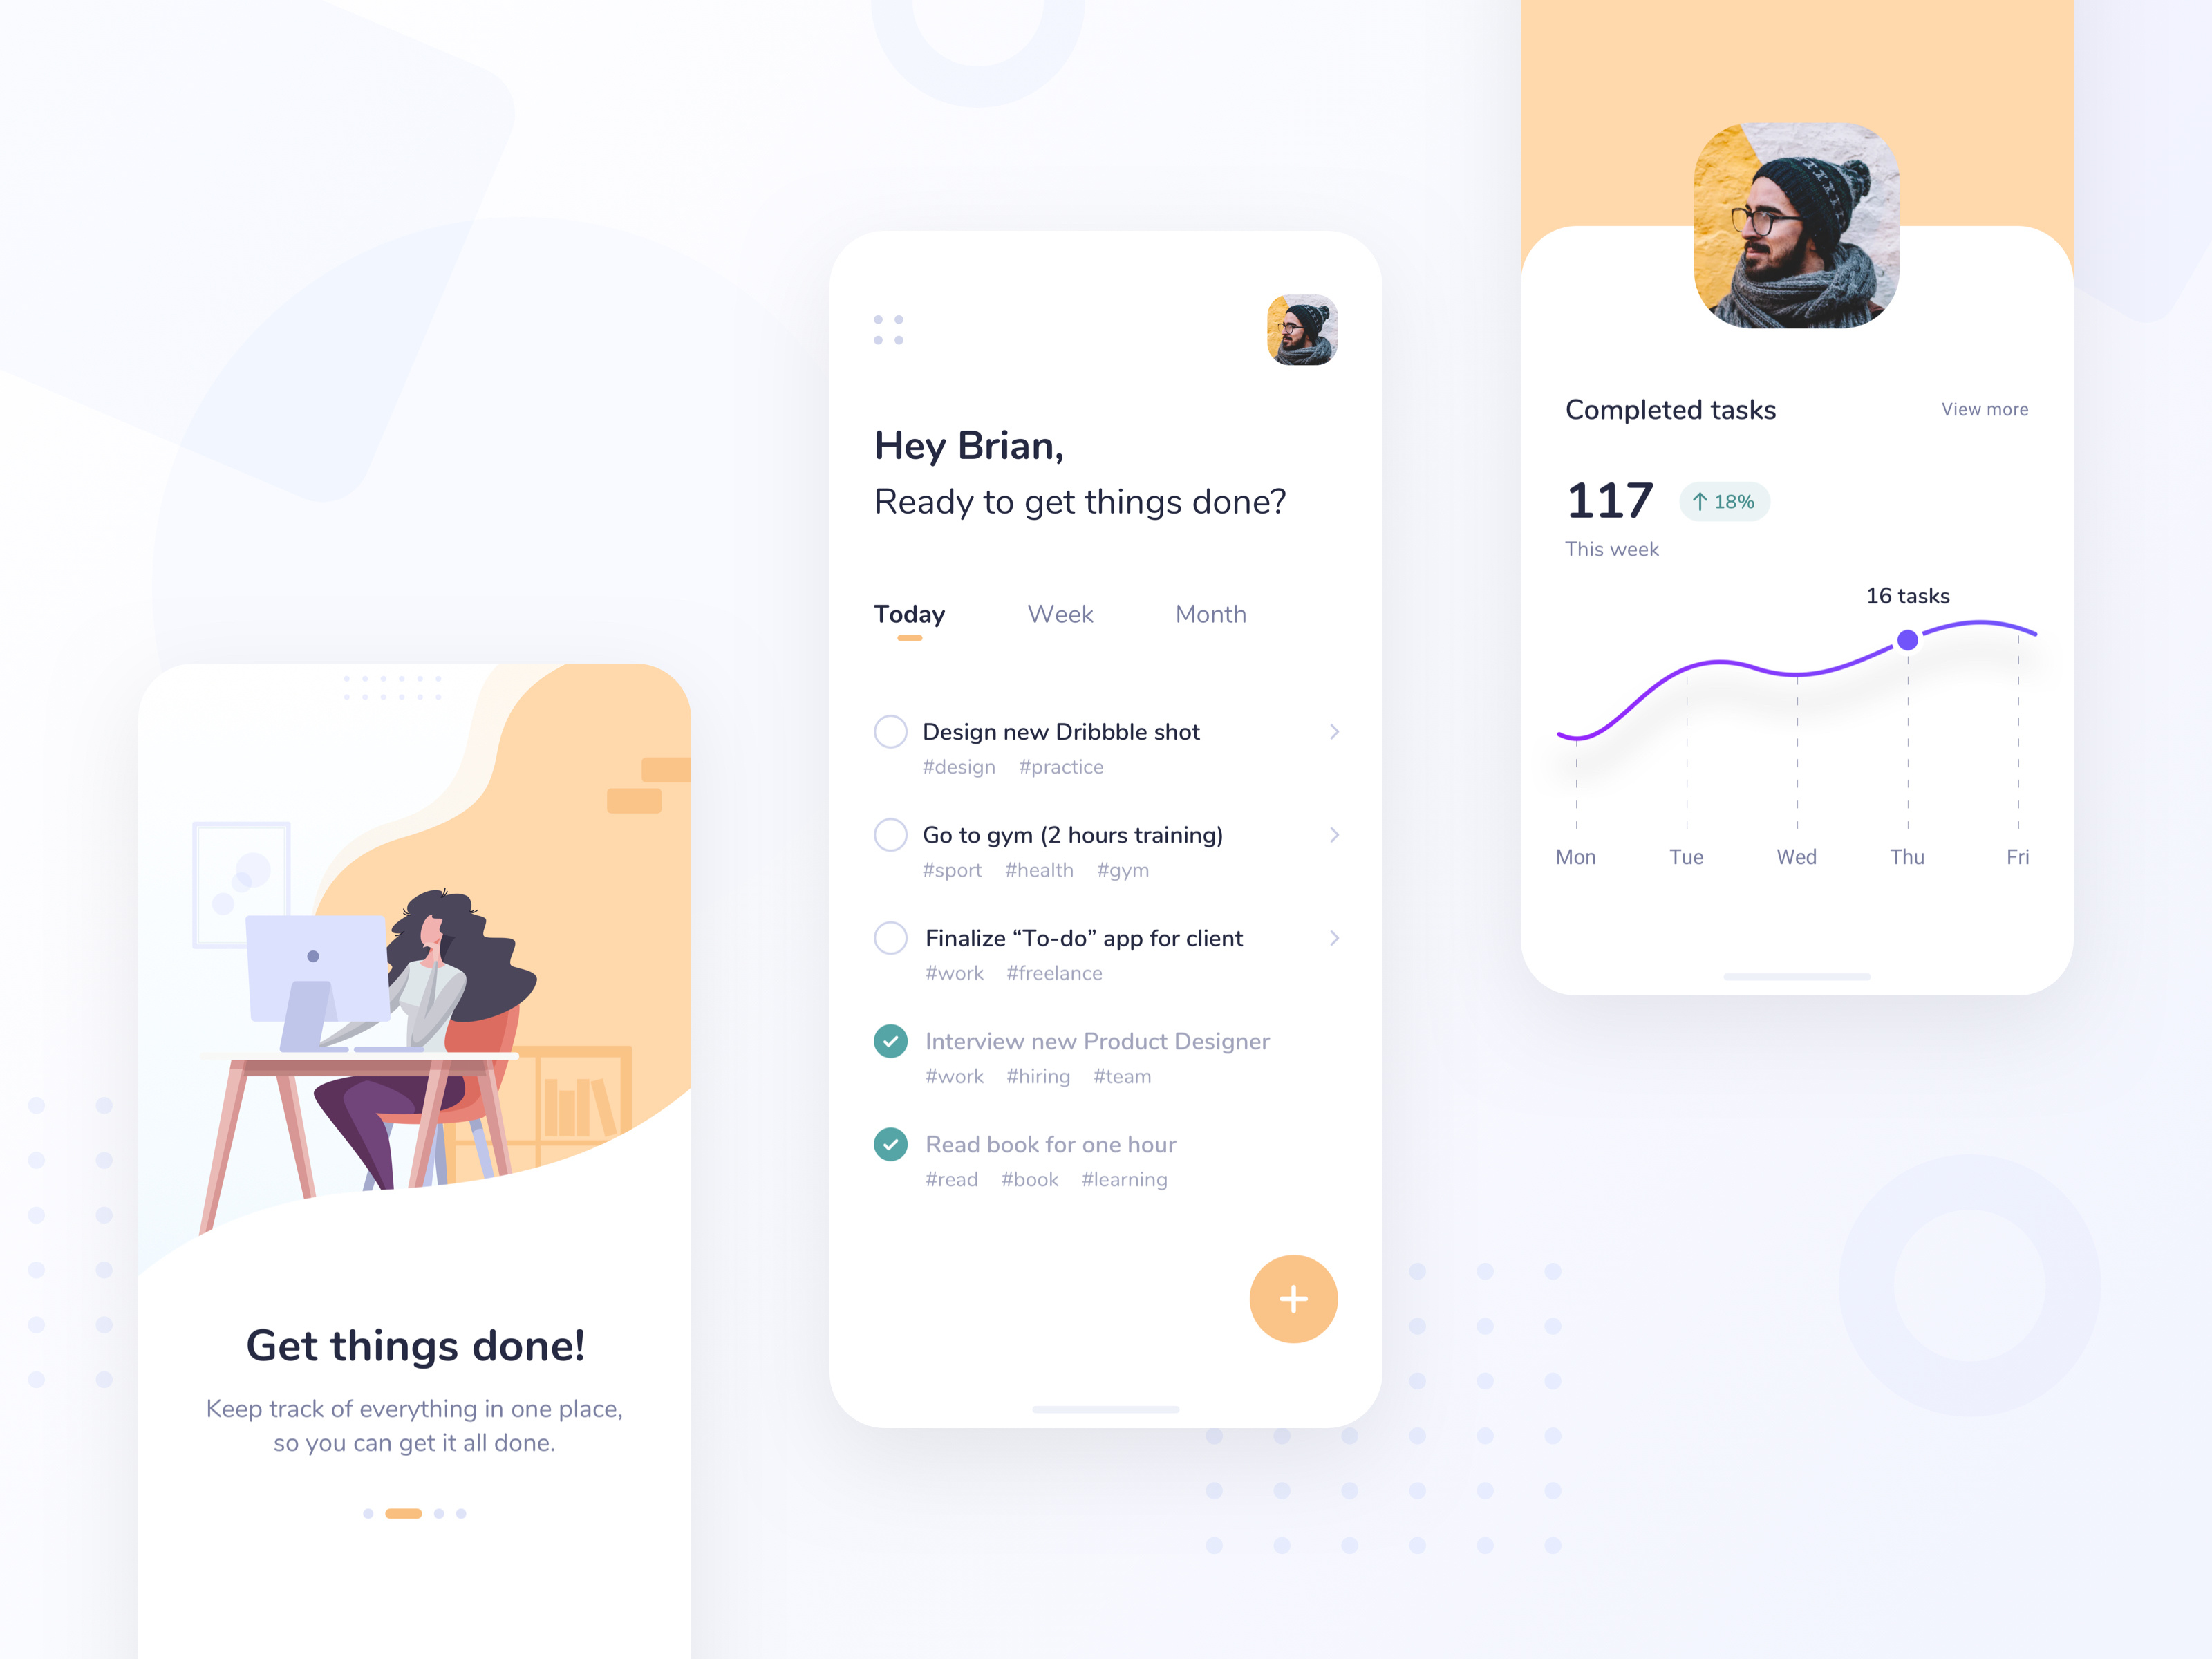 Get things done!
Keep track of everything in one place,
so you can get it all done.
Hey Brian,
Ready to get things done?
Today Week Month
Design new Dribbble shot
#design #practice
Go to gym (2 hours training)
#sport #health #gym
Finalize “To-do” app for client
#work #freelance
Interview new Product Designer
#work #hiring #team
Read book for one hour
#read #book #learning
Completed tasks View more
117 ↑ 18%
This week
16 tasks
Mon Tue Wed Thu Fri